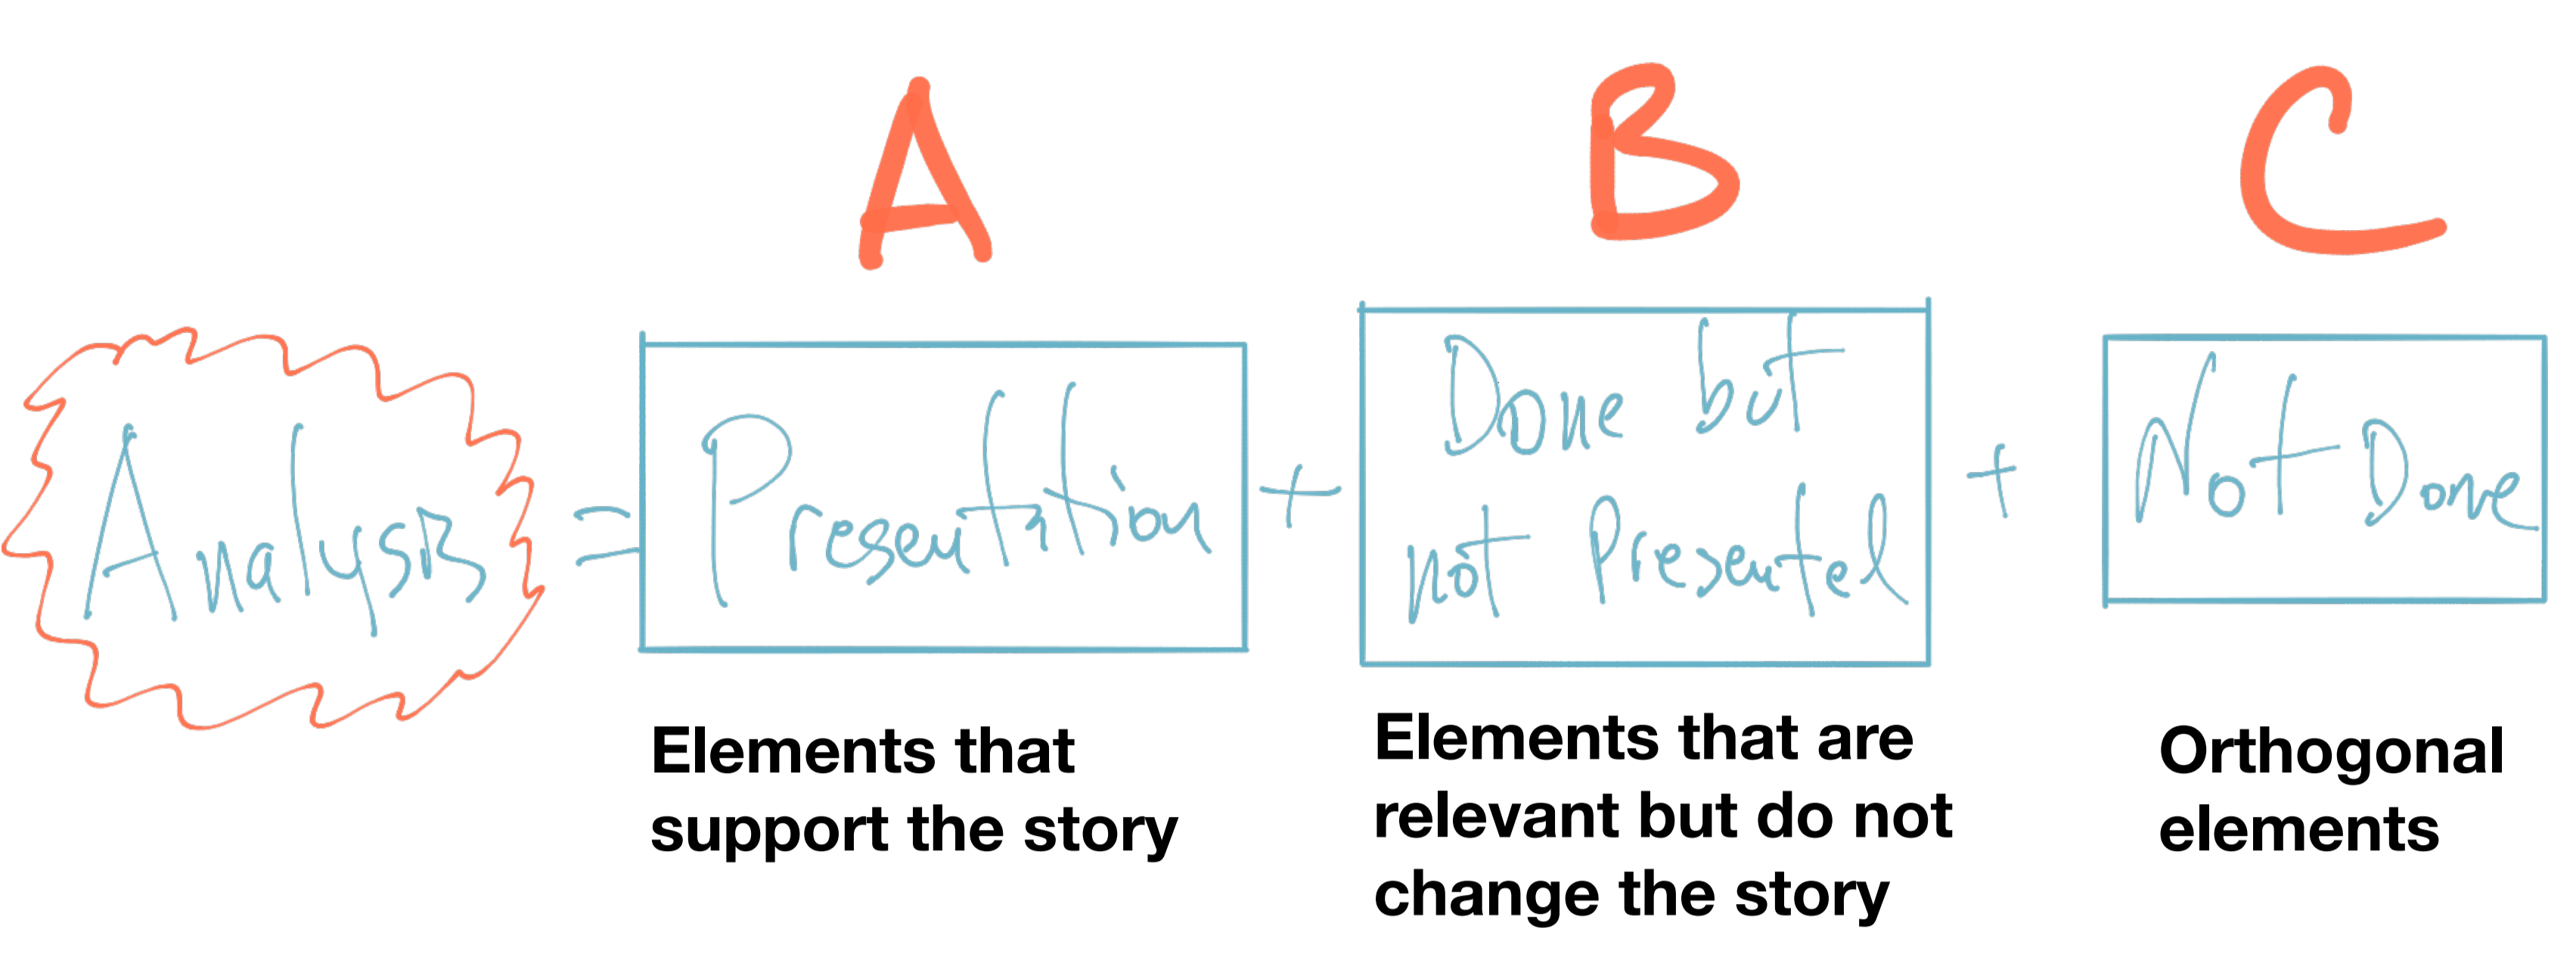 A
B
C
Analysis
=
Presentation
+
Done but
not Presented
+
Not Done
Elements that
support the story
Elements that are
relevant but do not
change the story
Orthogonal
elements